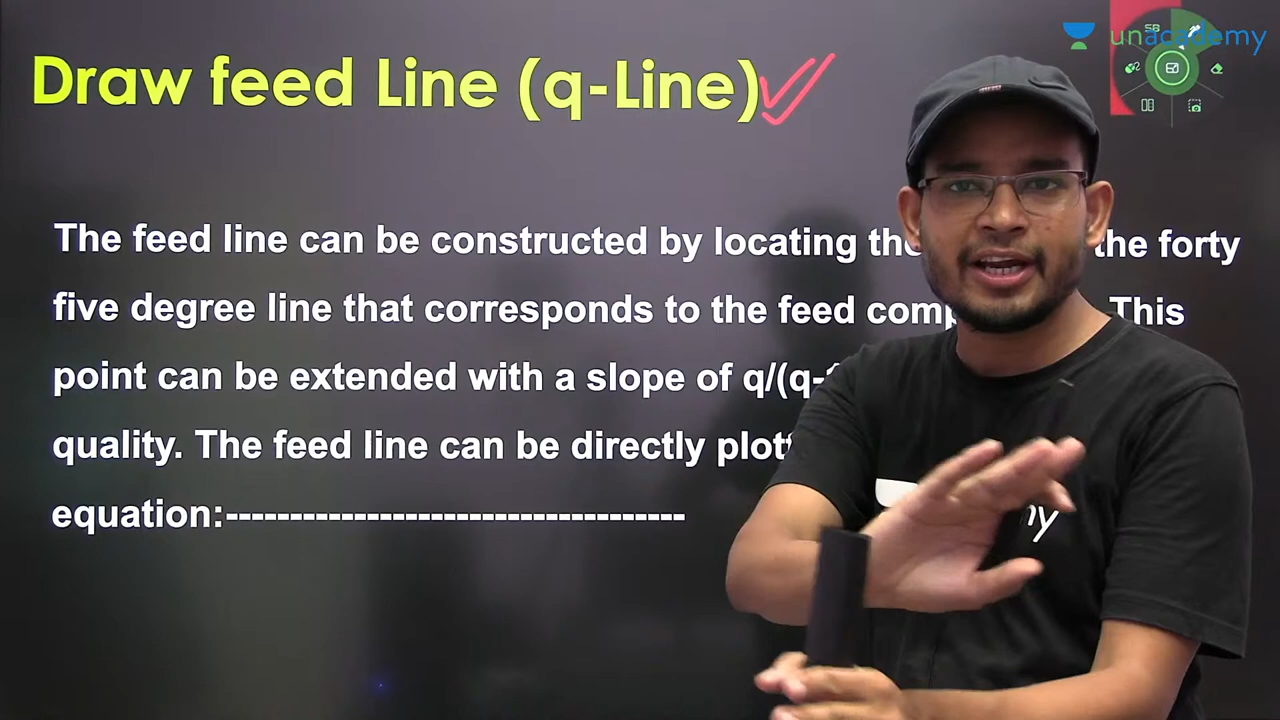 unacademy
SB
Draw feed Line (q-Line)
The feed line can be constructed by locating the the forty
five degree line that corresponds to the feed This
point can be extended with a slope of
quality. The feed line can be directly
equation:-----------------------------------